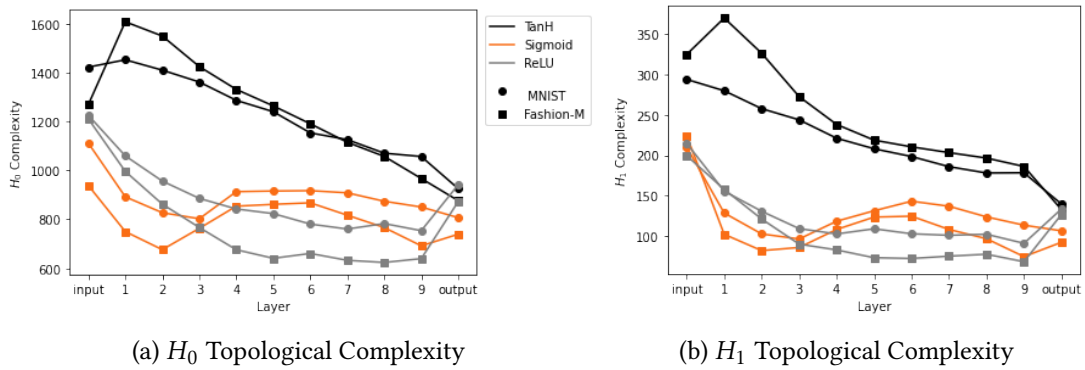 1600
1400
1200
1000
800
600
H0 Complexity
input 1 2 3 4 5 6 7 8 9 output
Layer
TanH
Sigmoid
ReLU
MNIST
Fashion-M
350
300
250
200
150
100
H1 Complexity
input 1 2 3 4 5 6 7 8 9 output
Layer
(a) H0 Topological Complexity
(b) H1 Topological Complexity